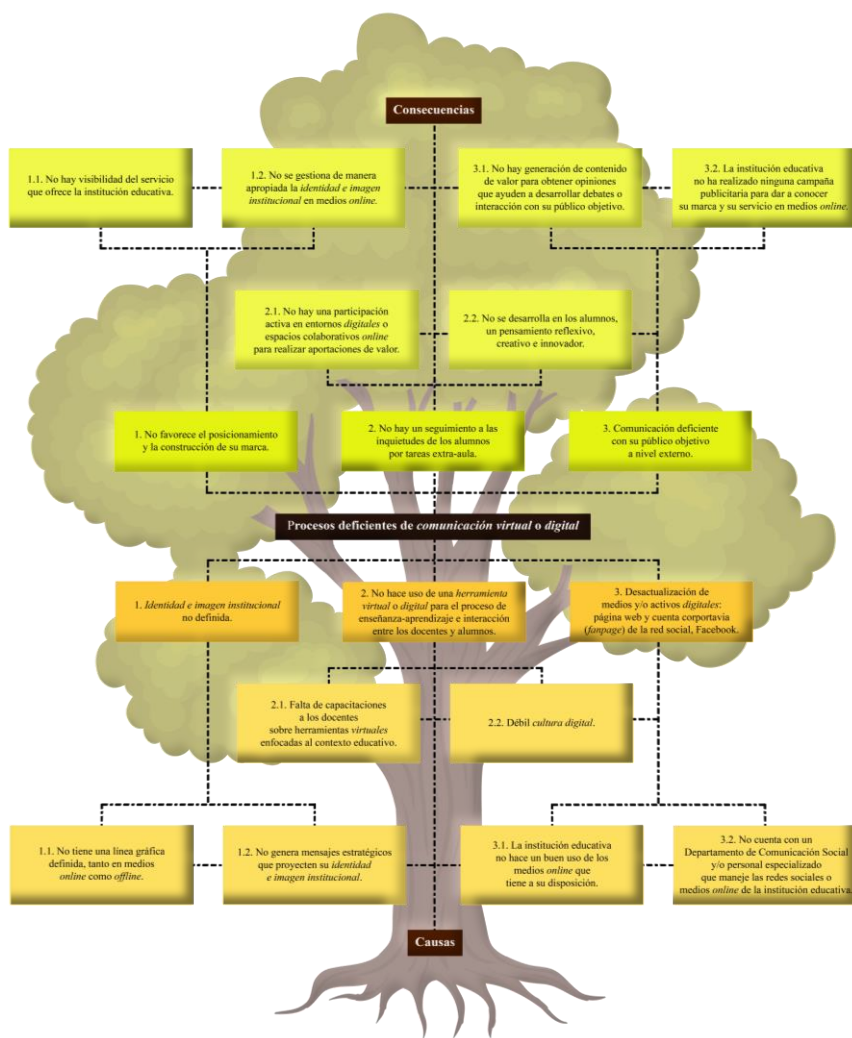 Consecuencias
1.1. No hay visibilidad del servicio
que ofrece la institución educativa.
1.2. No se gestiona de manera
apropiada la identidad e imagen
institucional en medios online.
3.1. No hay generación de contenido
de valor para obtener opiniones
que ayuden a desarrollar debates o
interacción con su público objetivo.
3.2. La institución educativa
no ha realizado ninguna campaña
publicitaria para dar a conocer
su marca y su servicio en medios online.
2.1. No hay una participación
activa en entornos digitales o
espacios colaborativos online
para realizar aportaciones de valor.
2.2. No se desarrolla en los alumnos,
un pensamiento reflexivo,
creativo e innovador.
1. No favorece el posicionamiento
y la construcción de su marca.
2. No hay un seguimiento a las
inquietudes de los alumnos
por tareas extra-aula.
3. Comunicación deficiente
con su público objetivo
a nivel externo.
Procesos deficientes de comunicación virtual o digital
1. Identidad e imagen institucional
no definida.
2. No hace uso de una herramienta
virtual o digital para el proceso de
enseñanza-aprendizaje e interacción
entre los docentes y alumnos.
3. Desactualización de
medios y/o activos digitales:
página web y cuenta corportavia
(fanpage) de la red social, Facebook.
2.1. Falta de capacitaciones
a los docentes
sobre herramientas virtuales
enfocadas al contexto educativo.
2.2. Débil cultura digital.
1.1. No tiene una línea gráfica
definida, tanto en medios
online como offline.
1.2. No genera mensajes estratégicos
que proyecten su identidad
e imagen institucional.
3.1. La institución educativa
no hace un buen uso de los
medios online que
tiene a su disposición.
3.2. No cuenta con un
Departamento de Comunicación Social
y/o personal especializado
que maneje las redes sociales o
medios online de la institución educativa.
Causas